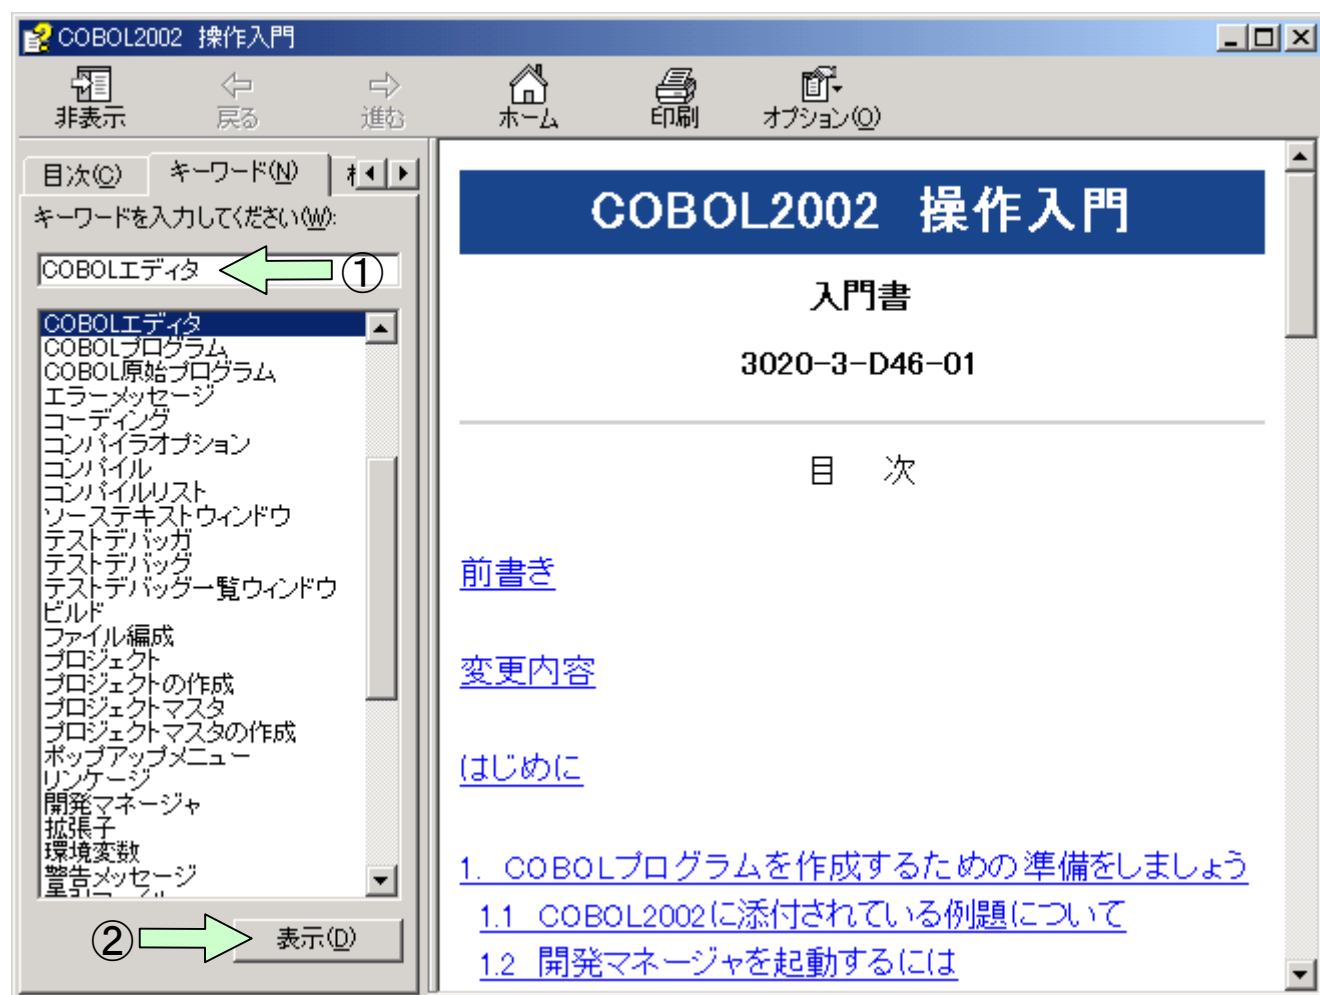 COBOL2002 操作入門
非表示 戻る 進む ホーム 印刷 オプション(O)
目次(C) キーワード(N)
キーワードを入力してください(W):
COBOLエディタ ①
COBOLエディタ
COBOLプログラム
COBOL原始プログラム
エラーメッセージ
コーディング
コンパイラオプション
コンパイル
コンパイルリスト
ソーステキストウィンドウ
テストデバッガ
テストデバッグ
テストデバッグ一覧ウィンドウ
ビルド
ファイル編成
プロジェクト
プロジェクトの作成
プロジェクトマスタ
プロジェクトマスタの作成
ポップアップメニュー
リンケージ
開発マネージャ
拡張子
環境変数
警告メッセージ
② 表示(D)
COBOL2002 操作入門
入門書
3020-3-D46-01
目 次
前書き
変更内容
はじめに
1. COBOLプログラムを作成するための準備をしましょう
1.1 COBOL2002に添付されている例題について
1.2 開発マネージャを起動するには